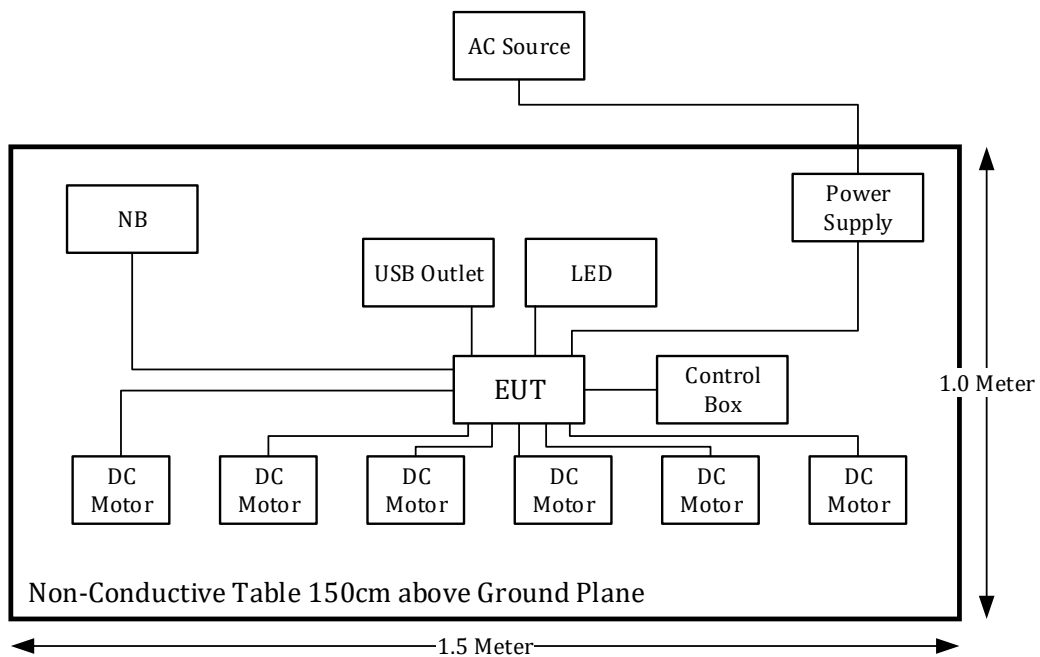 AC Source
NB
Power
Supply
USB Outlet
LED
EUT
Control
Box
1.0 Meter
DC
Motor
DC
Motor
DC
Motor
DC
Motor
DC
Motor
DC
Motor
Non-Conductive Table 150cm above Ground Plane
1.5 Meter